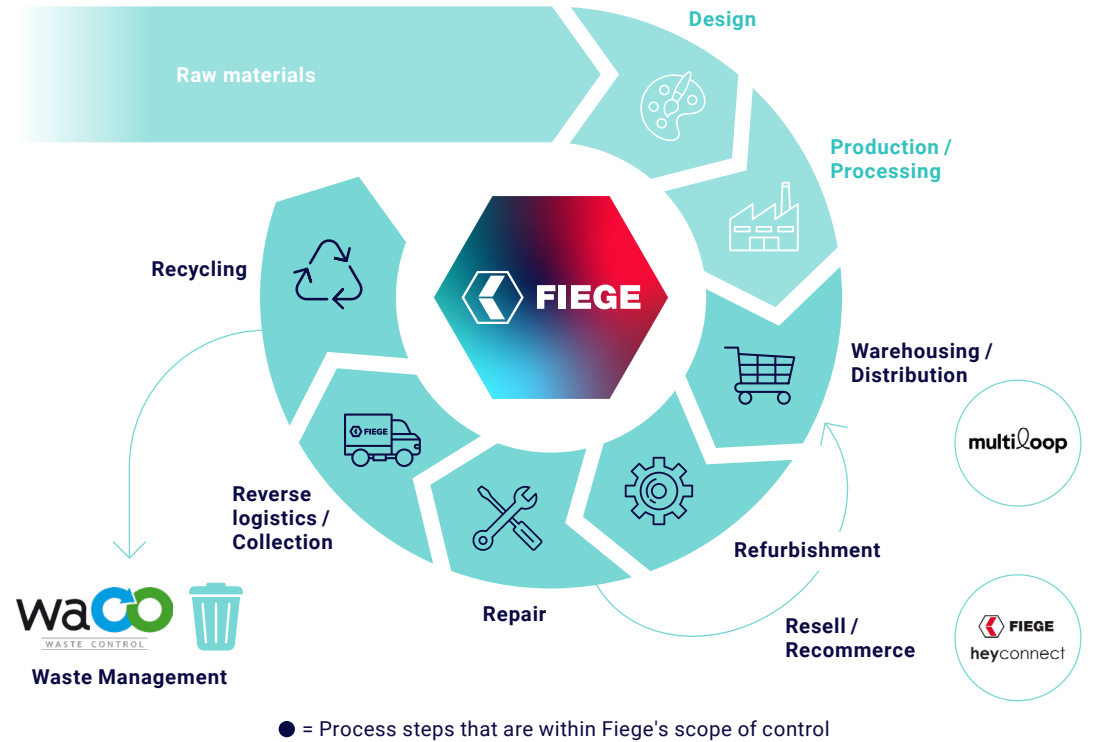 Design
Raw materials
Production /
Processing
Recycling
FIEGE
Warehousing /
Distribution
multiloop
FIEGE
Reverse
logistics /
Collection
Refurbishment
Repair
Resell /
Recommerce
FIEGE
heyconnect
waco
WASTE CONTROL
Waste Management
= Process steps that are within Fiege's scope of control